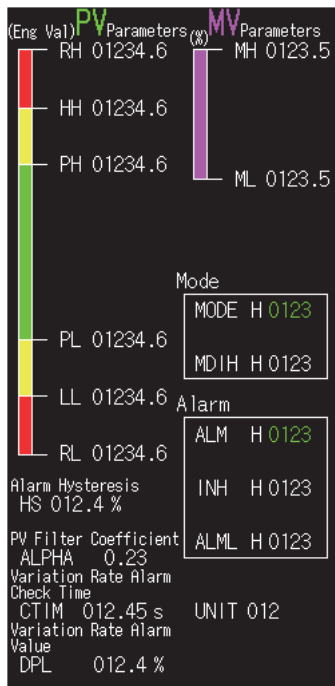 (Eng Val) PV Parameters (%) MV Parameters
RH 01234.6 MH 0123.5
HH 01234.6
PH 01234.6
ML 0123.5
Mode
MODE H 0123
PL 01234.6
MDIH H 0123
LL 01234.6
Alarm
ALM H 0123
RL 01234.6
Alarm Hysteresis
INH H 0123
HS 012.4 %
PV Filter Coefficient
ALML H 0123
ALPHA 0.23
Variation Rate Alarm
Check Time
CTIM 012.45 s UNIT 012
Variation Rate Alarm
Value
DPL 012.4 %